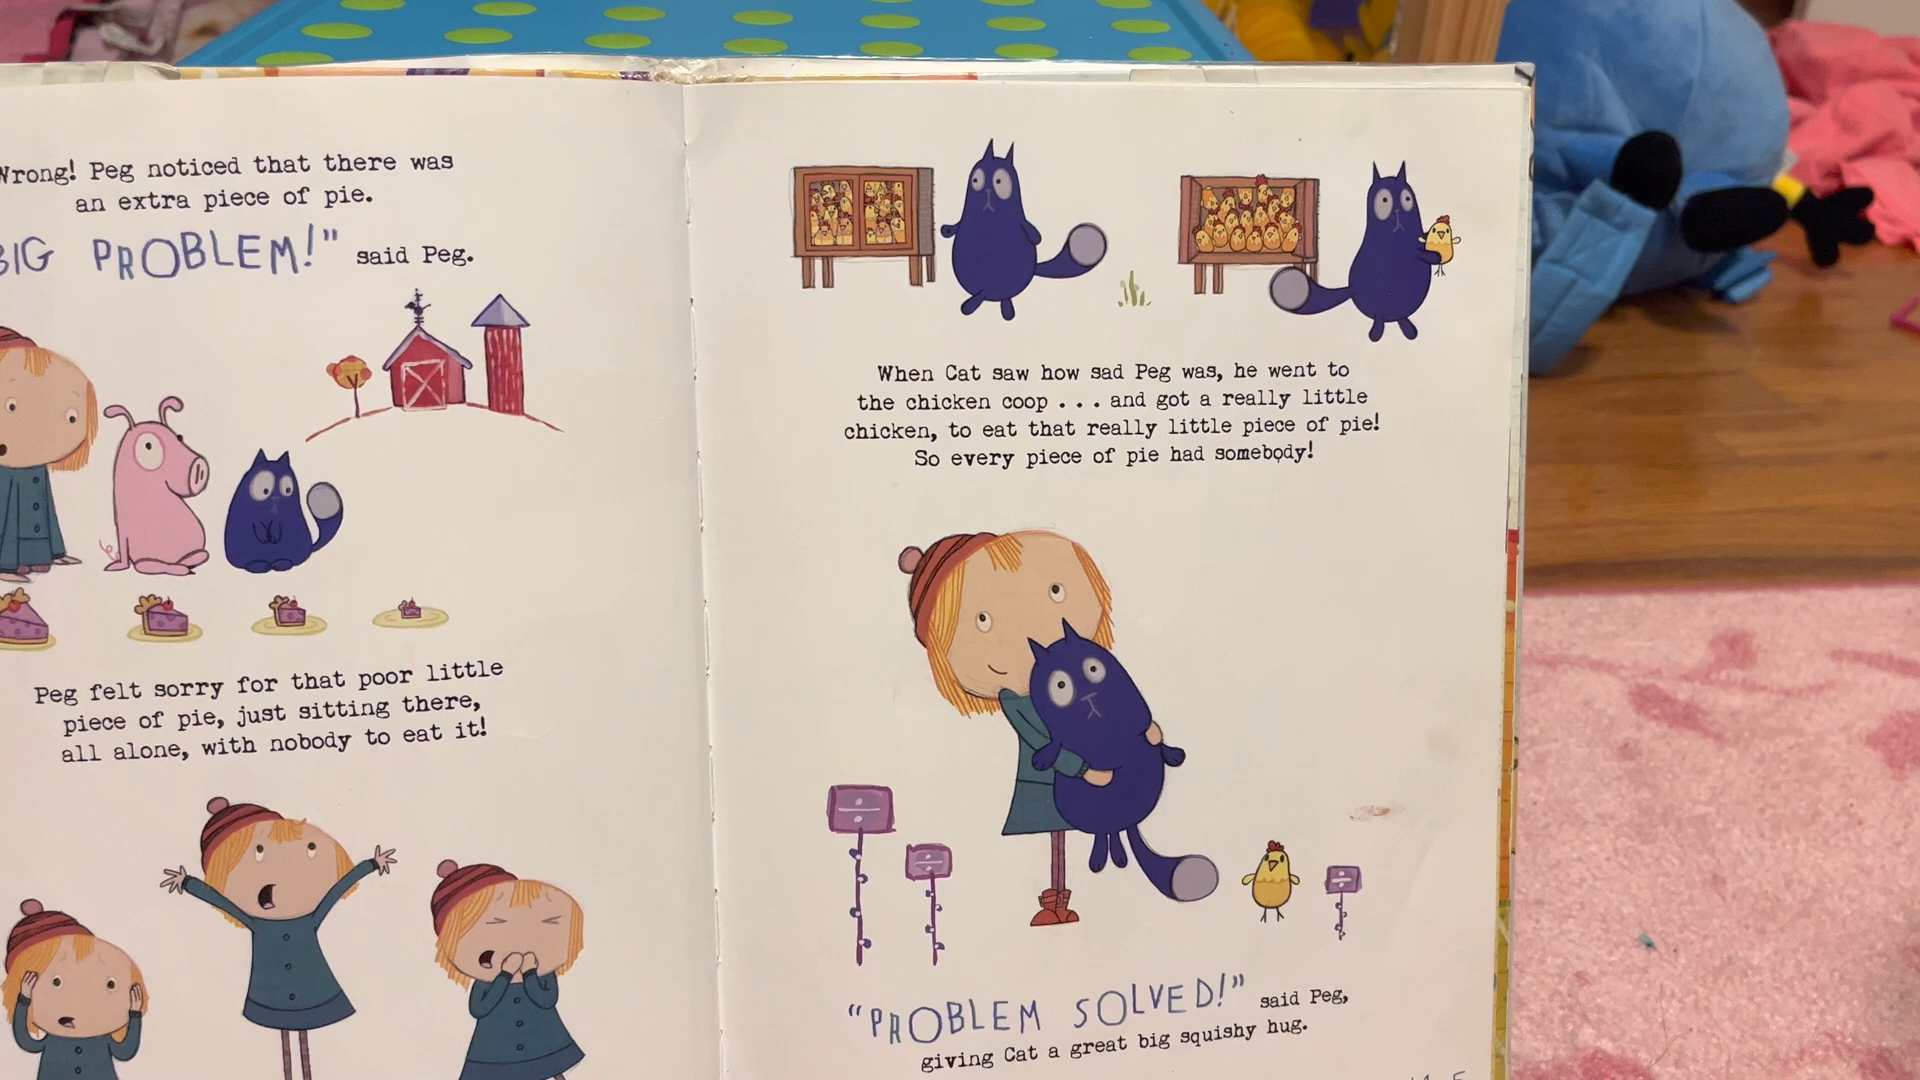 Wrong! Peg noticed that there was
an extra piece of pie.
BIG PROBLEM!" said Peg.
Peg felt sorry for that poor little
piece of pie, just sitting there,
all alone, with nobody to eat it!
When Cat saw how sad Peg was, he went to
the chicken coop . . . and got a really little
chicken, to eat that really little piece of pie!
So every piece of pie had somebody!
"PROBLEM SOLVED!" said Peg,
giving Cat a great big squishy hug.